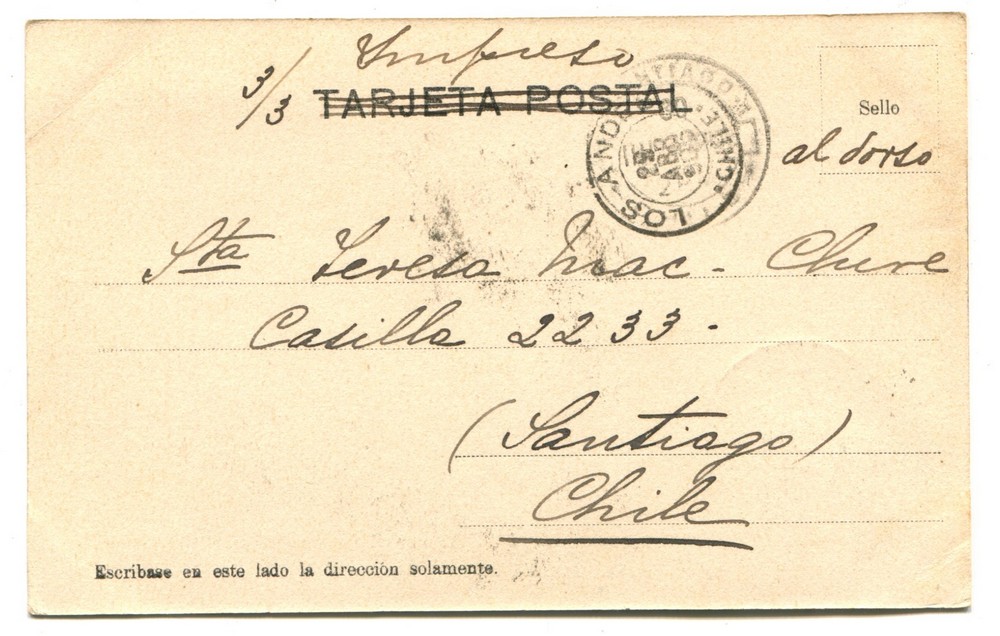 Impreso
3/3
TARJETA POSTAL
Sello
al dorso
LOS ANDES
CHILE
Sta Teresa Mac-Clure
Casilla 2233.
(Santiago)
Chile
Escríbase en este lado la dirección solamente.